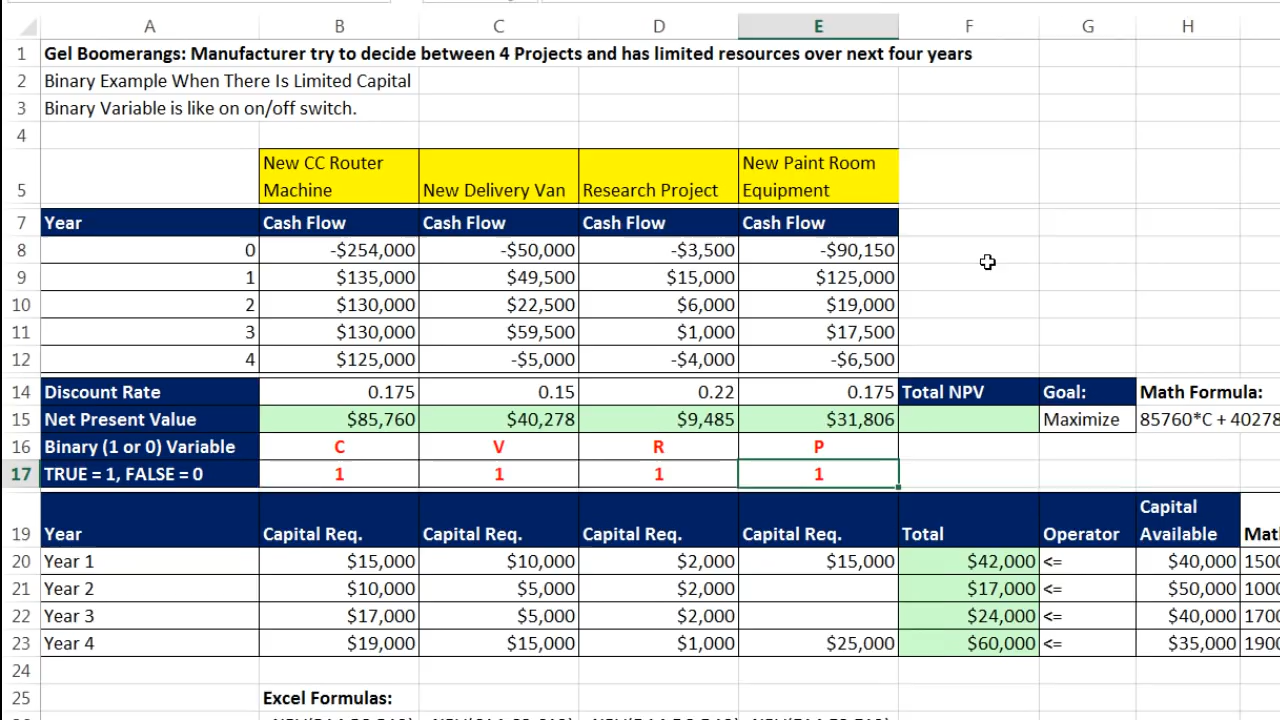 A B C D E F G H
1 Gel Boomerangs: Manufacturer try to decide between 4 Projects and has limited resources over next four years
2 Binary Example When There Is Limited Capital
3 Binary Variable is like on on/off switch.
4
5 New CC Router Machine New Delivery Van Research Project New Paint Room Equipment
7 Year Cash Flow Cash Flow Cash Flow Cash Flow
8 0 -$254,000 -$50,000 -$3,500 -$90,150
9 1 $135,000 $49,500 $15,000 $125,000
10 2 $130,000 $22,500 $6,000 $19,000
11 3 $130,000 $59,500 $1,000 $17,500
12 4 $125,000 -$5,000 -$4,000 -$6,500
14 Discount Rate 0.175 0.15 0.22 0.175 Total NPV Goal: Math Formula:
15 Net Present Value $85,760 $40,278 $9,485 $31,806 Maximize 85760*C + 40278
16 Binary (1 or 0) Variable C V R P
17 TRUE = 1, FALSE = 0 1 1 1 1
19 Year Capital Req. Capital Req. Capital Req. Capital Req. Total Operator Capital Available
20 Year 1 $15,000 $10,000 $2,000 $15,000 $42,000 <= $40,000 1500
21 Year 2 $10,000 $5,000 $2,000 $17,000 <= $50,000 1000
22 Year 3 $17,000 $5,000 $2,000 $24,000 <= $40,000 1700
23 Year 4 $19,000 $15,000 $1,000 $25,000 $60,000 <= $35,000 1900
24
25 Excel Formulas: